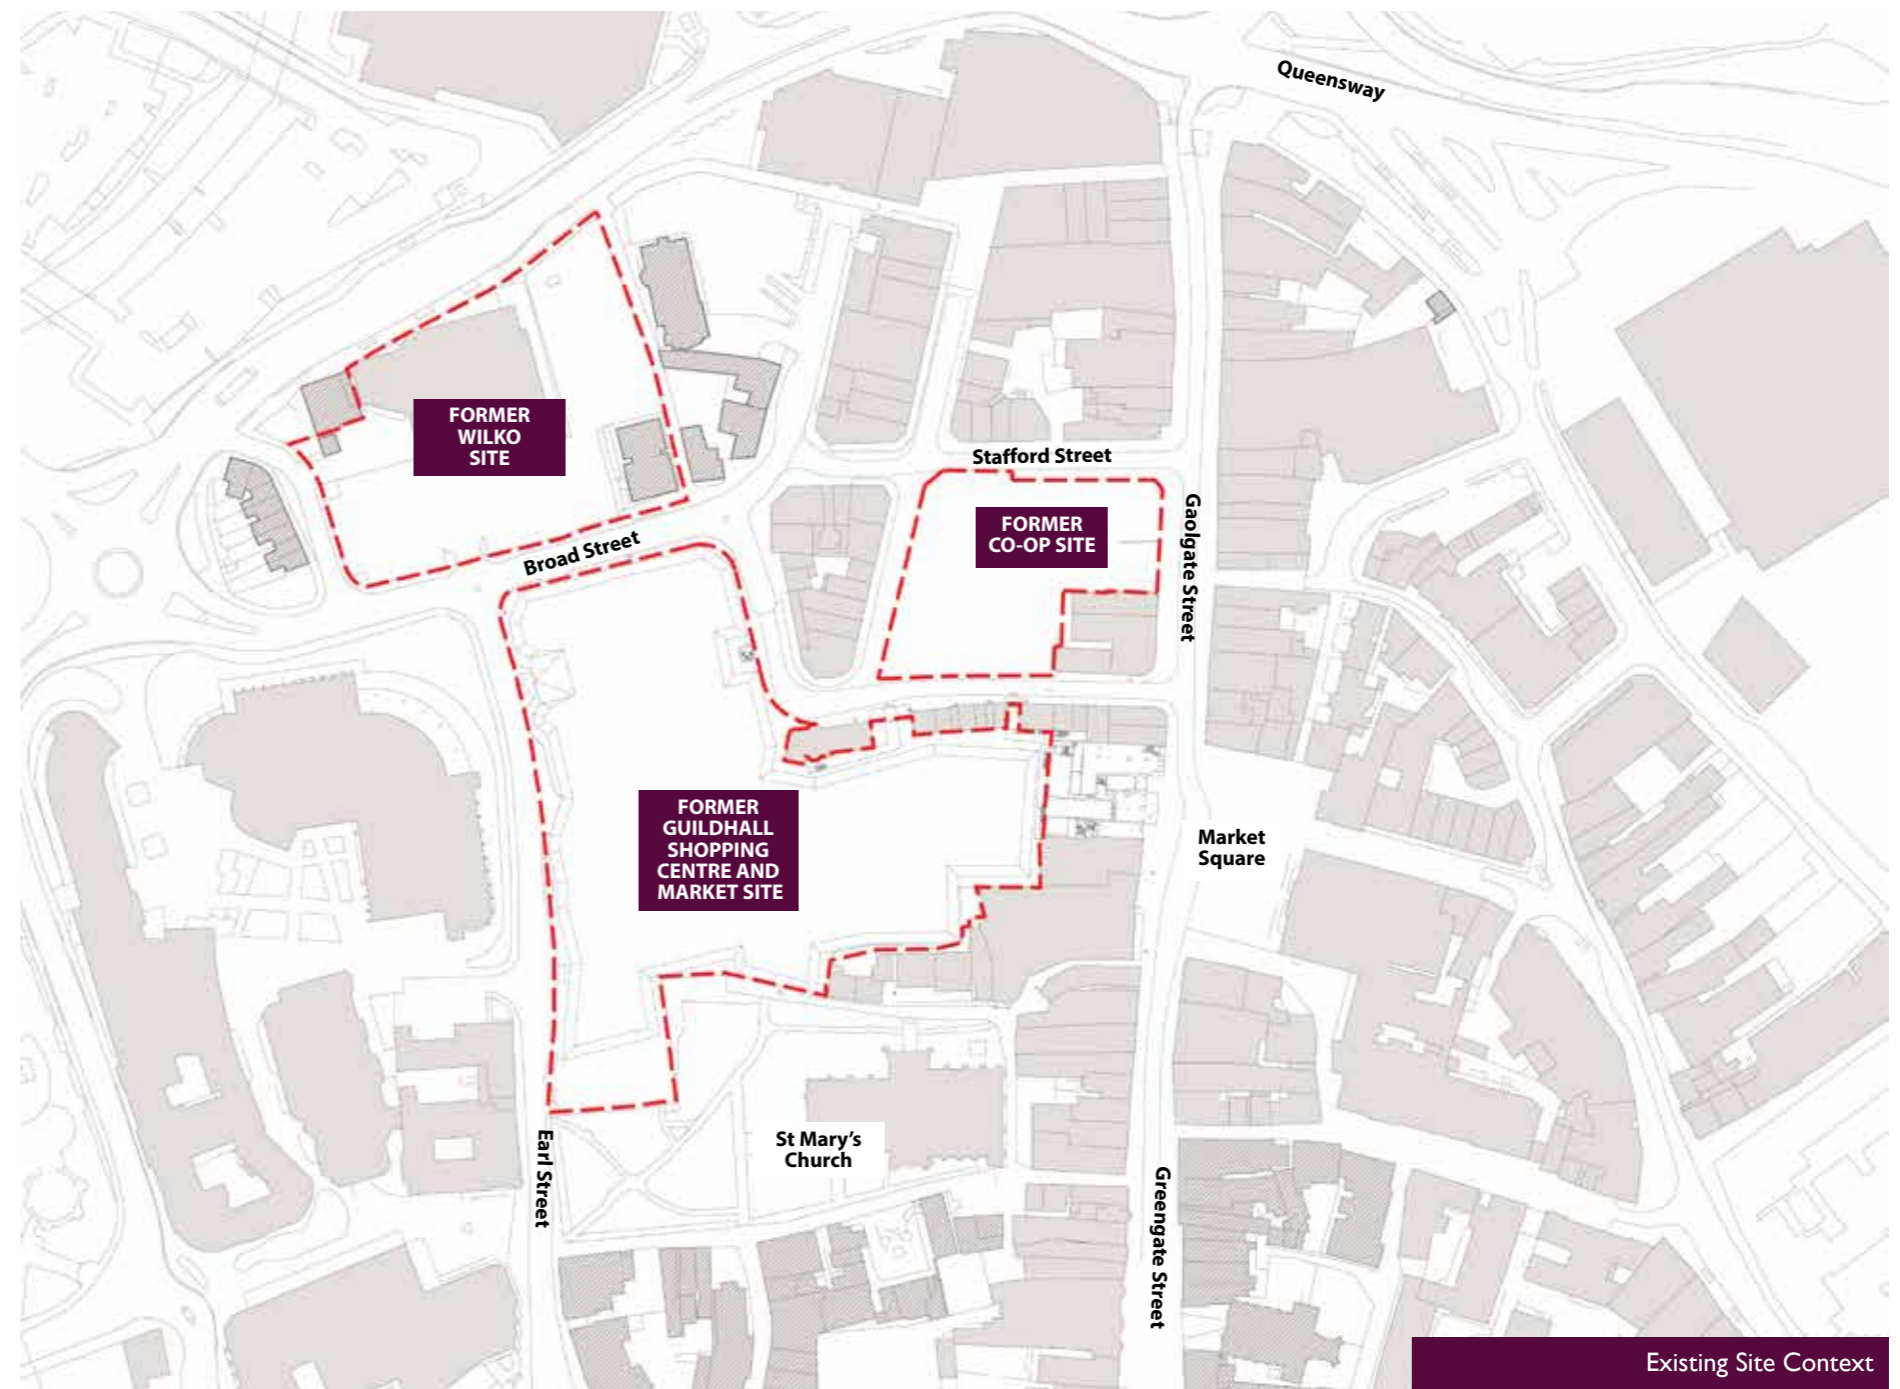 Queensway
FORMER
WILKO
SITE
Stafford Street
FORMER
CO-OP SITE
Gaolgate Street
Broad Street
FORMER
GUILDHALL
SHOPPING
CENTRE AND
MARKET SITE
Market
Square
St Mary's
Church
Earl Street
Greengate Street
Existing Site Context